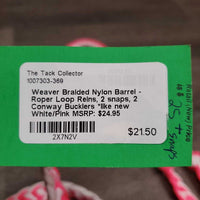 The Tack Collector
1007303-369
Weaver Braided Nylon Barrel -
Roper Loop Reins, 2 snaps, 2
Conway Bucklers *like new
White/Pink MSRP: $24.95
$21.50
2X7N2V